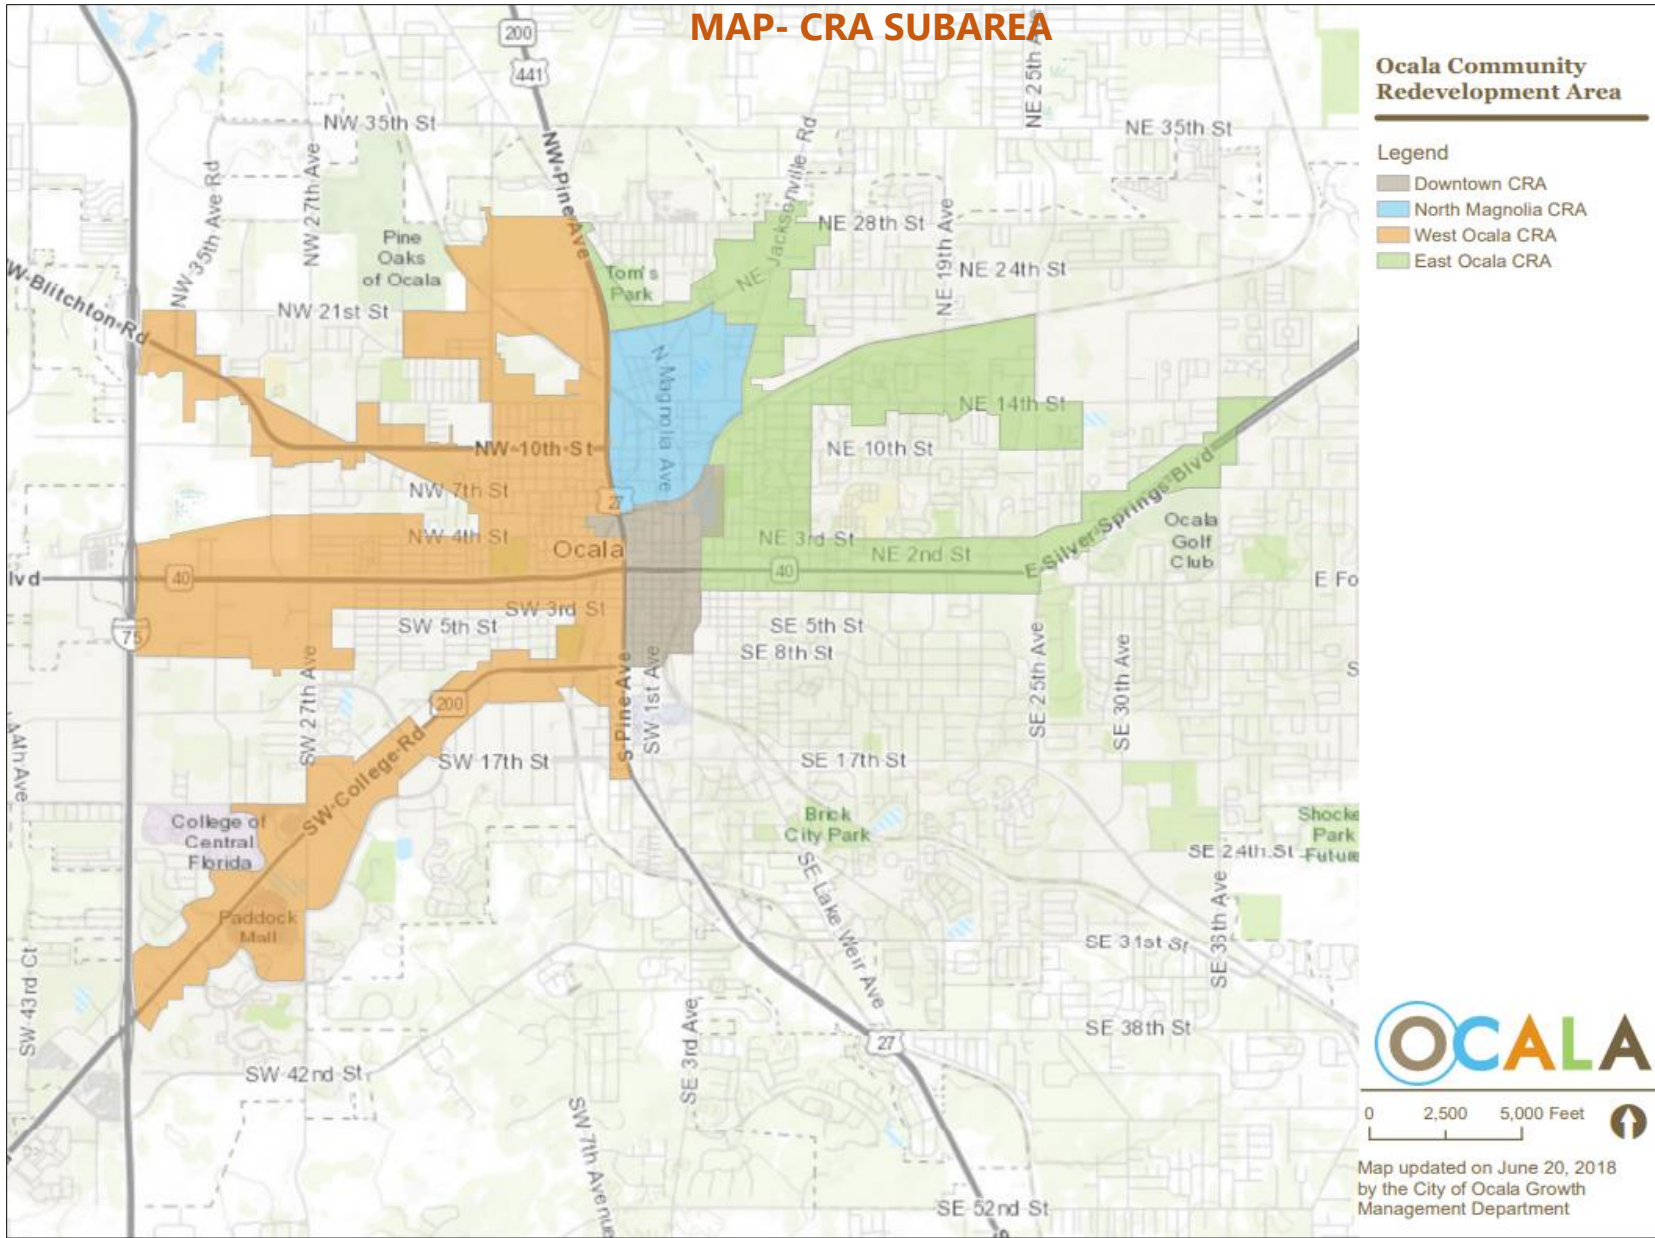 MAP- CRA SUBAREA
Ocala Community
Redevelopment Area
Legend
Downtown CRA
North Magnolia CRA
West Ocala CRA
East Ocala CRA
200
441
NE 25th Ave
NW 35th St
NE 35th St
NW 27th Ave
NW 35th Ave Rd
NW-Pine Ave
NE Jacksonville Rd
NE 19th Ave
NE 28th St
Pine
Oaks
of Ocala
Tom's
Park
NE 24th St
W-Blitchton-Rd
NW 21st St
N Magnolia Ave
NE 14th St
NW-10th-St
NE 10th St
NW 7th St
27
NW 4th St
Ocala
NE 3rd St
NE 2nd St
E-Silver-Springs-Blvd
Ocala
Golf
Club
lvd
40
40
E Fo
SW 3rd St
SW 5th St
SE 5th St
SE 8th St
75
SW 27th Ave
S-Pine Ave
SW 1st Ave
SE 25th Ave
SE 30th Ave
S
200
SW-College-Rd
SW 17th St
SE 17th St
4th Ave
College of
Central
Florida
Brick
City Park
Shocke
Park
-Future
SE 24th St
SE Lake Weir Ave
SE 36th Ave
Paddock
Mall
SE 31st St
SW 43rd Ct
SE 3rd Ave
SE 38th St
27
SW 42nd St
SW 7th Avenue
SE 52nd St
OCALA
0 2,500 5,000 Feet
Map updated on June 20, 2018
by the City of Ocala Growth
Management Department